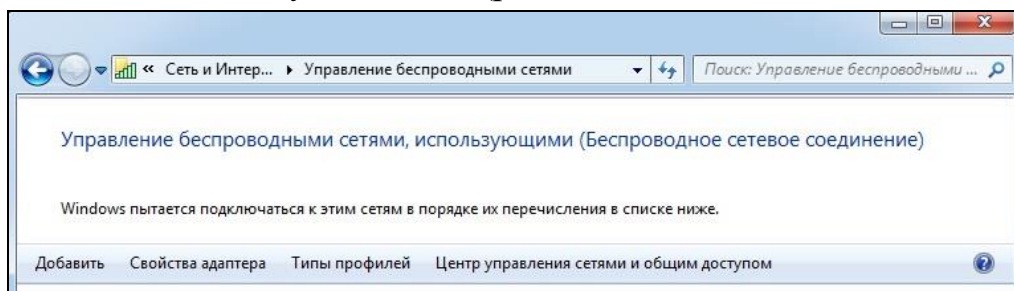 « Сеть и Интер... ▸ Управление беспроводными сетями Поиск: Управление беспроводными ...
Управление беспроводными сетями, использующими (Беспроводное сетевое соединение)
Windows пытается подключаться к этим сетям в порядке их перечисления в списке ниже.
Добавить Свойства адаптера Типы профилей Центр управления сетями и общим доступом